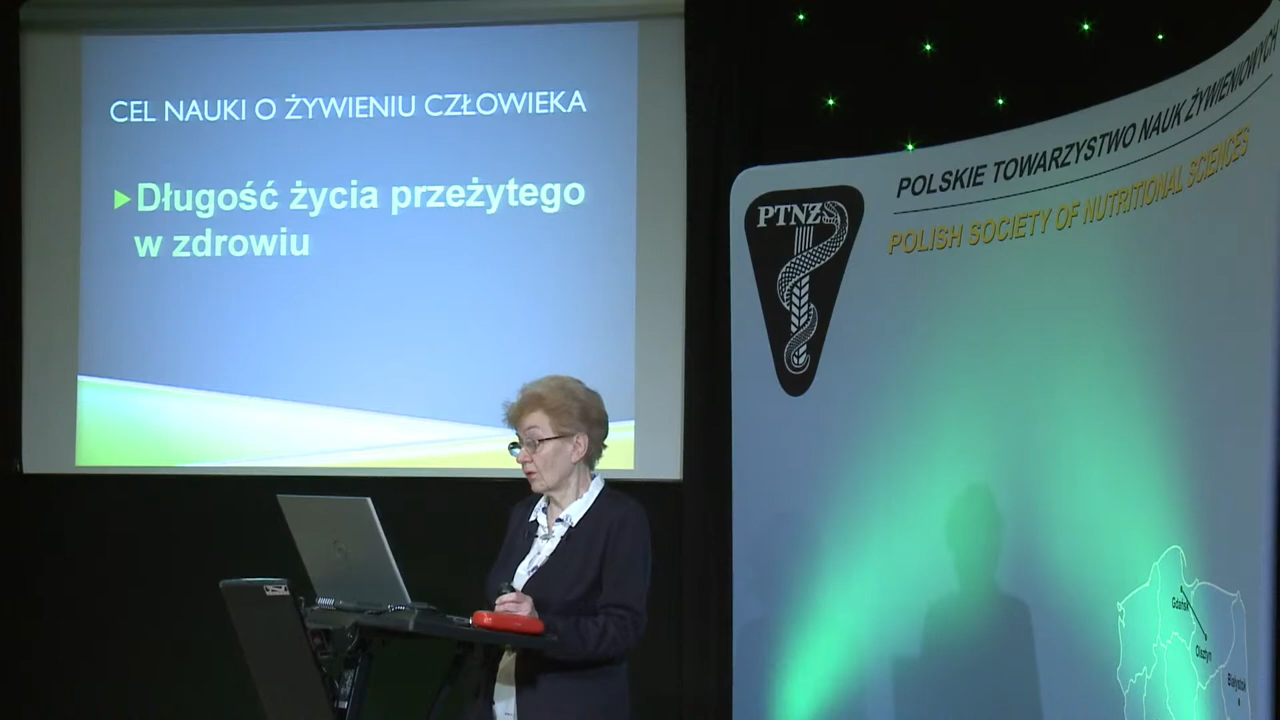 CEL NAUKI O ŻYWIENIU CZŁOWIEKA
Długość życia przeżytego
w zdrowiu
POLSKIE TOWARZYSTWO NAUK ŻYWIENIOWYCH
POLISH SOCIETY OF NUTRITIONAL SCIENCES
PTNŻ
Gdańsk
Olsztyn
Białystok